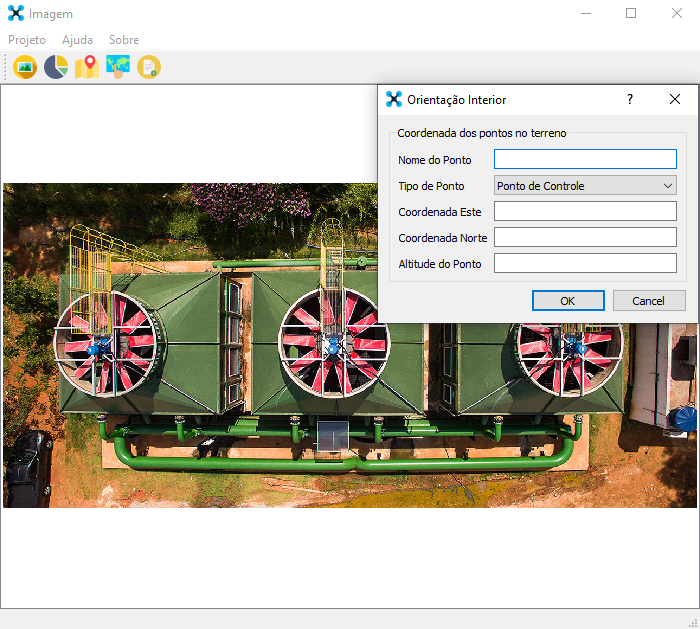 Imagem
Projeto Ajuda Sobre
Orientação Interior ?
Coordenada dos pontos no terreno
Nome do Ponto
Tipo de Ponto Ponto de Controle
Coordenada Este
Coordenada Norte
Altitude do Ponto
OK Cancel